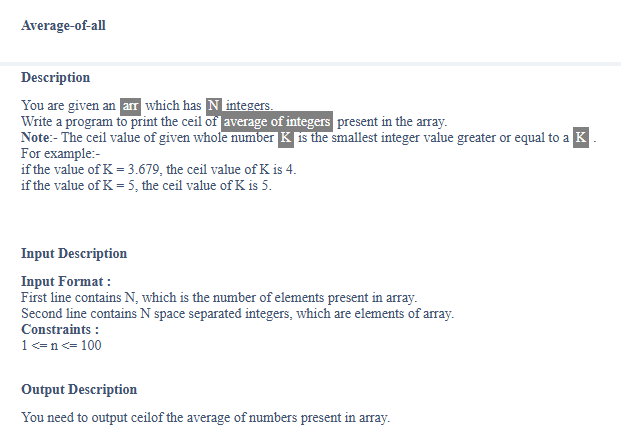 Average-of-all
Description
You are given an arr which has N integers.
Write a program to print the ceil of average of integers present in the array.
Note:- The ceil value of given whole number K is the smallest integer value greater or equal to a K .
For example:-
if the value of K = 3.679, the ceil value of K is 4.
if the value of K = 5, the ceil value of K is 5.
Input Description
Input Format :
First line contains N, which is the number of elements present in array.
Second line contains N space separated integers, which are elements of array.
Constraints :
1 <= n <= 100
Output Description
You need to output ceilof the average of numbers present in array.